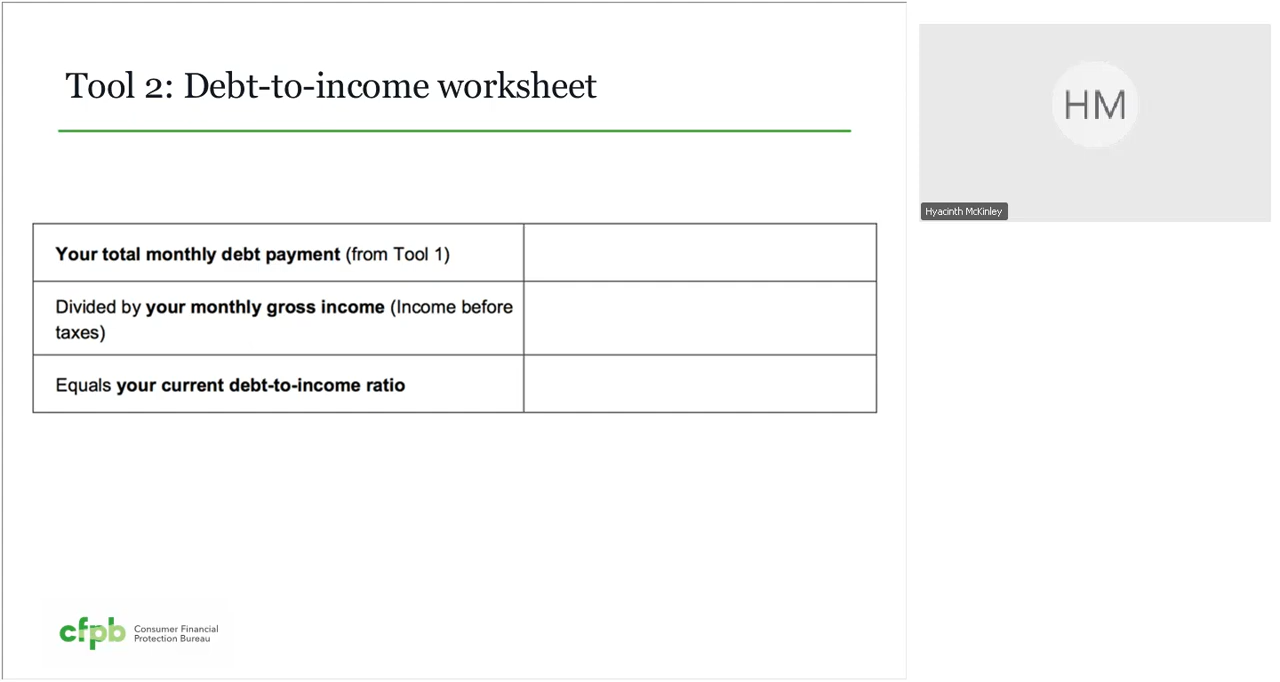 Tool 2: Debt-to-income worksheet
Your total monthly debt payment (from Tool 1)
Divided by your monthly gross income (Income before
taxes)
Equals your current debt-to-income ratio
cfpb Consumer Financial
Protection Bureau
HM
Hyacinth McKinley